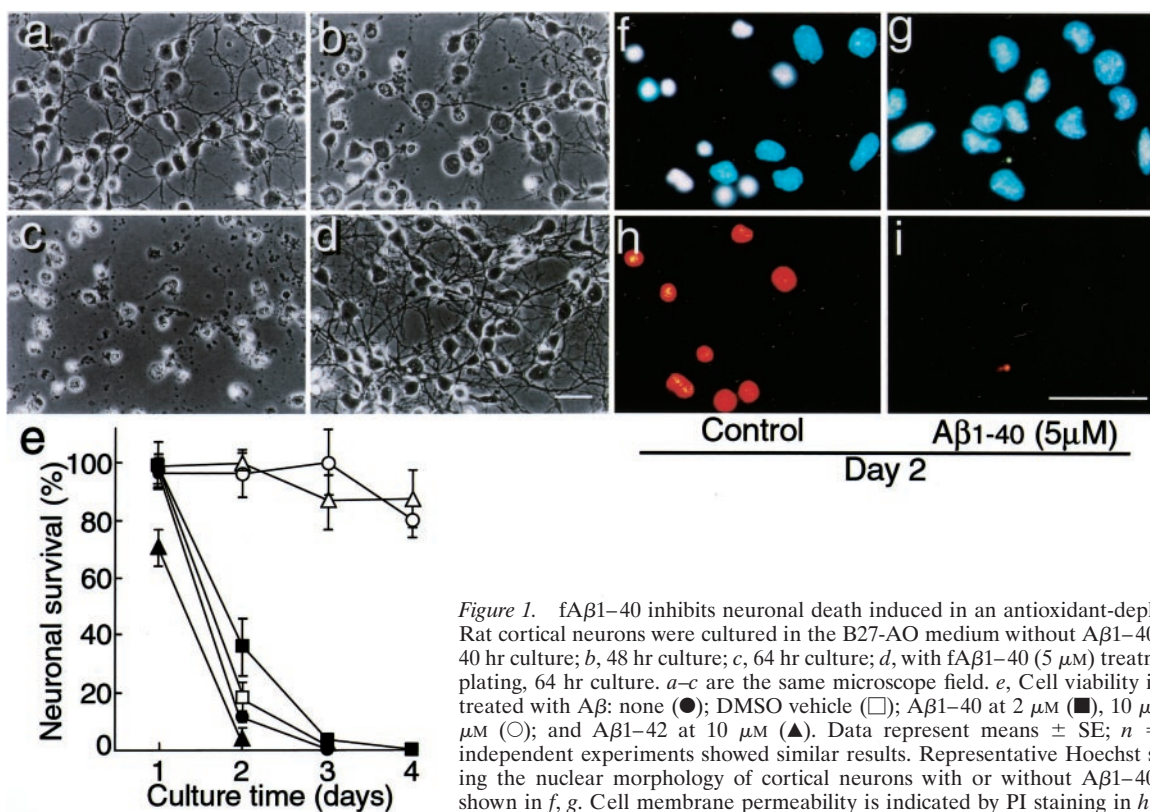 a
b
c
d
f
g
h
i
Control
Aβ1-40 (5μM)
Day 2
e
Neuronal survival (%)
100
80
60
40
20
0
1
2
3
4
Culture time (days)
Figure 1. fAβ1–40 inhibits neuronal death induced in an antioxidant-depl
Rat cortical neurons were cultured in the B27-AO medium without Aβ1–40
40 hr culture; b, 48 hr culture; c, 64 hr culture; d, with fAβ1–40 (5 μM) treatm
plating, 64 hr culture. a–c are the same microscope field. e, Cell viability i
treated with Aβ: none (●); DMSO vehicle (□); Aβ1–40 at 2 μM (■), 10 μ
μM (○); and Aβ1–42 at 10 μM (▲). Data represent means ± SE; n =
independent experiments showed similar results. Representative Hoechst s
ing the nuclear morphology of cortical neurons with or without Aβ1–40
shown in f, g. Cell membrane permeability is indicated by PI staining in h